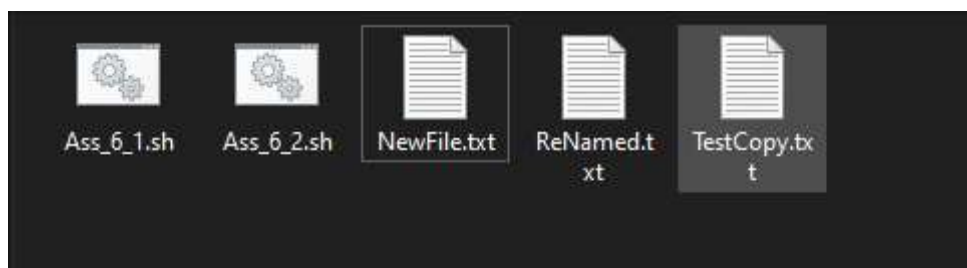 Ass_6_1.sh
Ass_6_2.sh
NewFile.txt
ReNamed.t
xt
TestCopy.tx
t